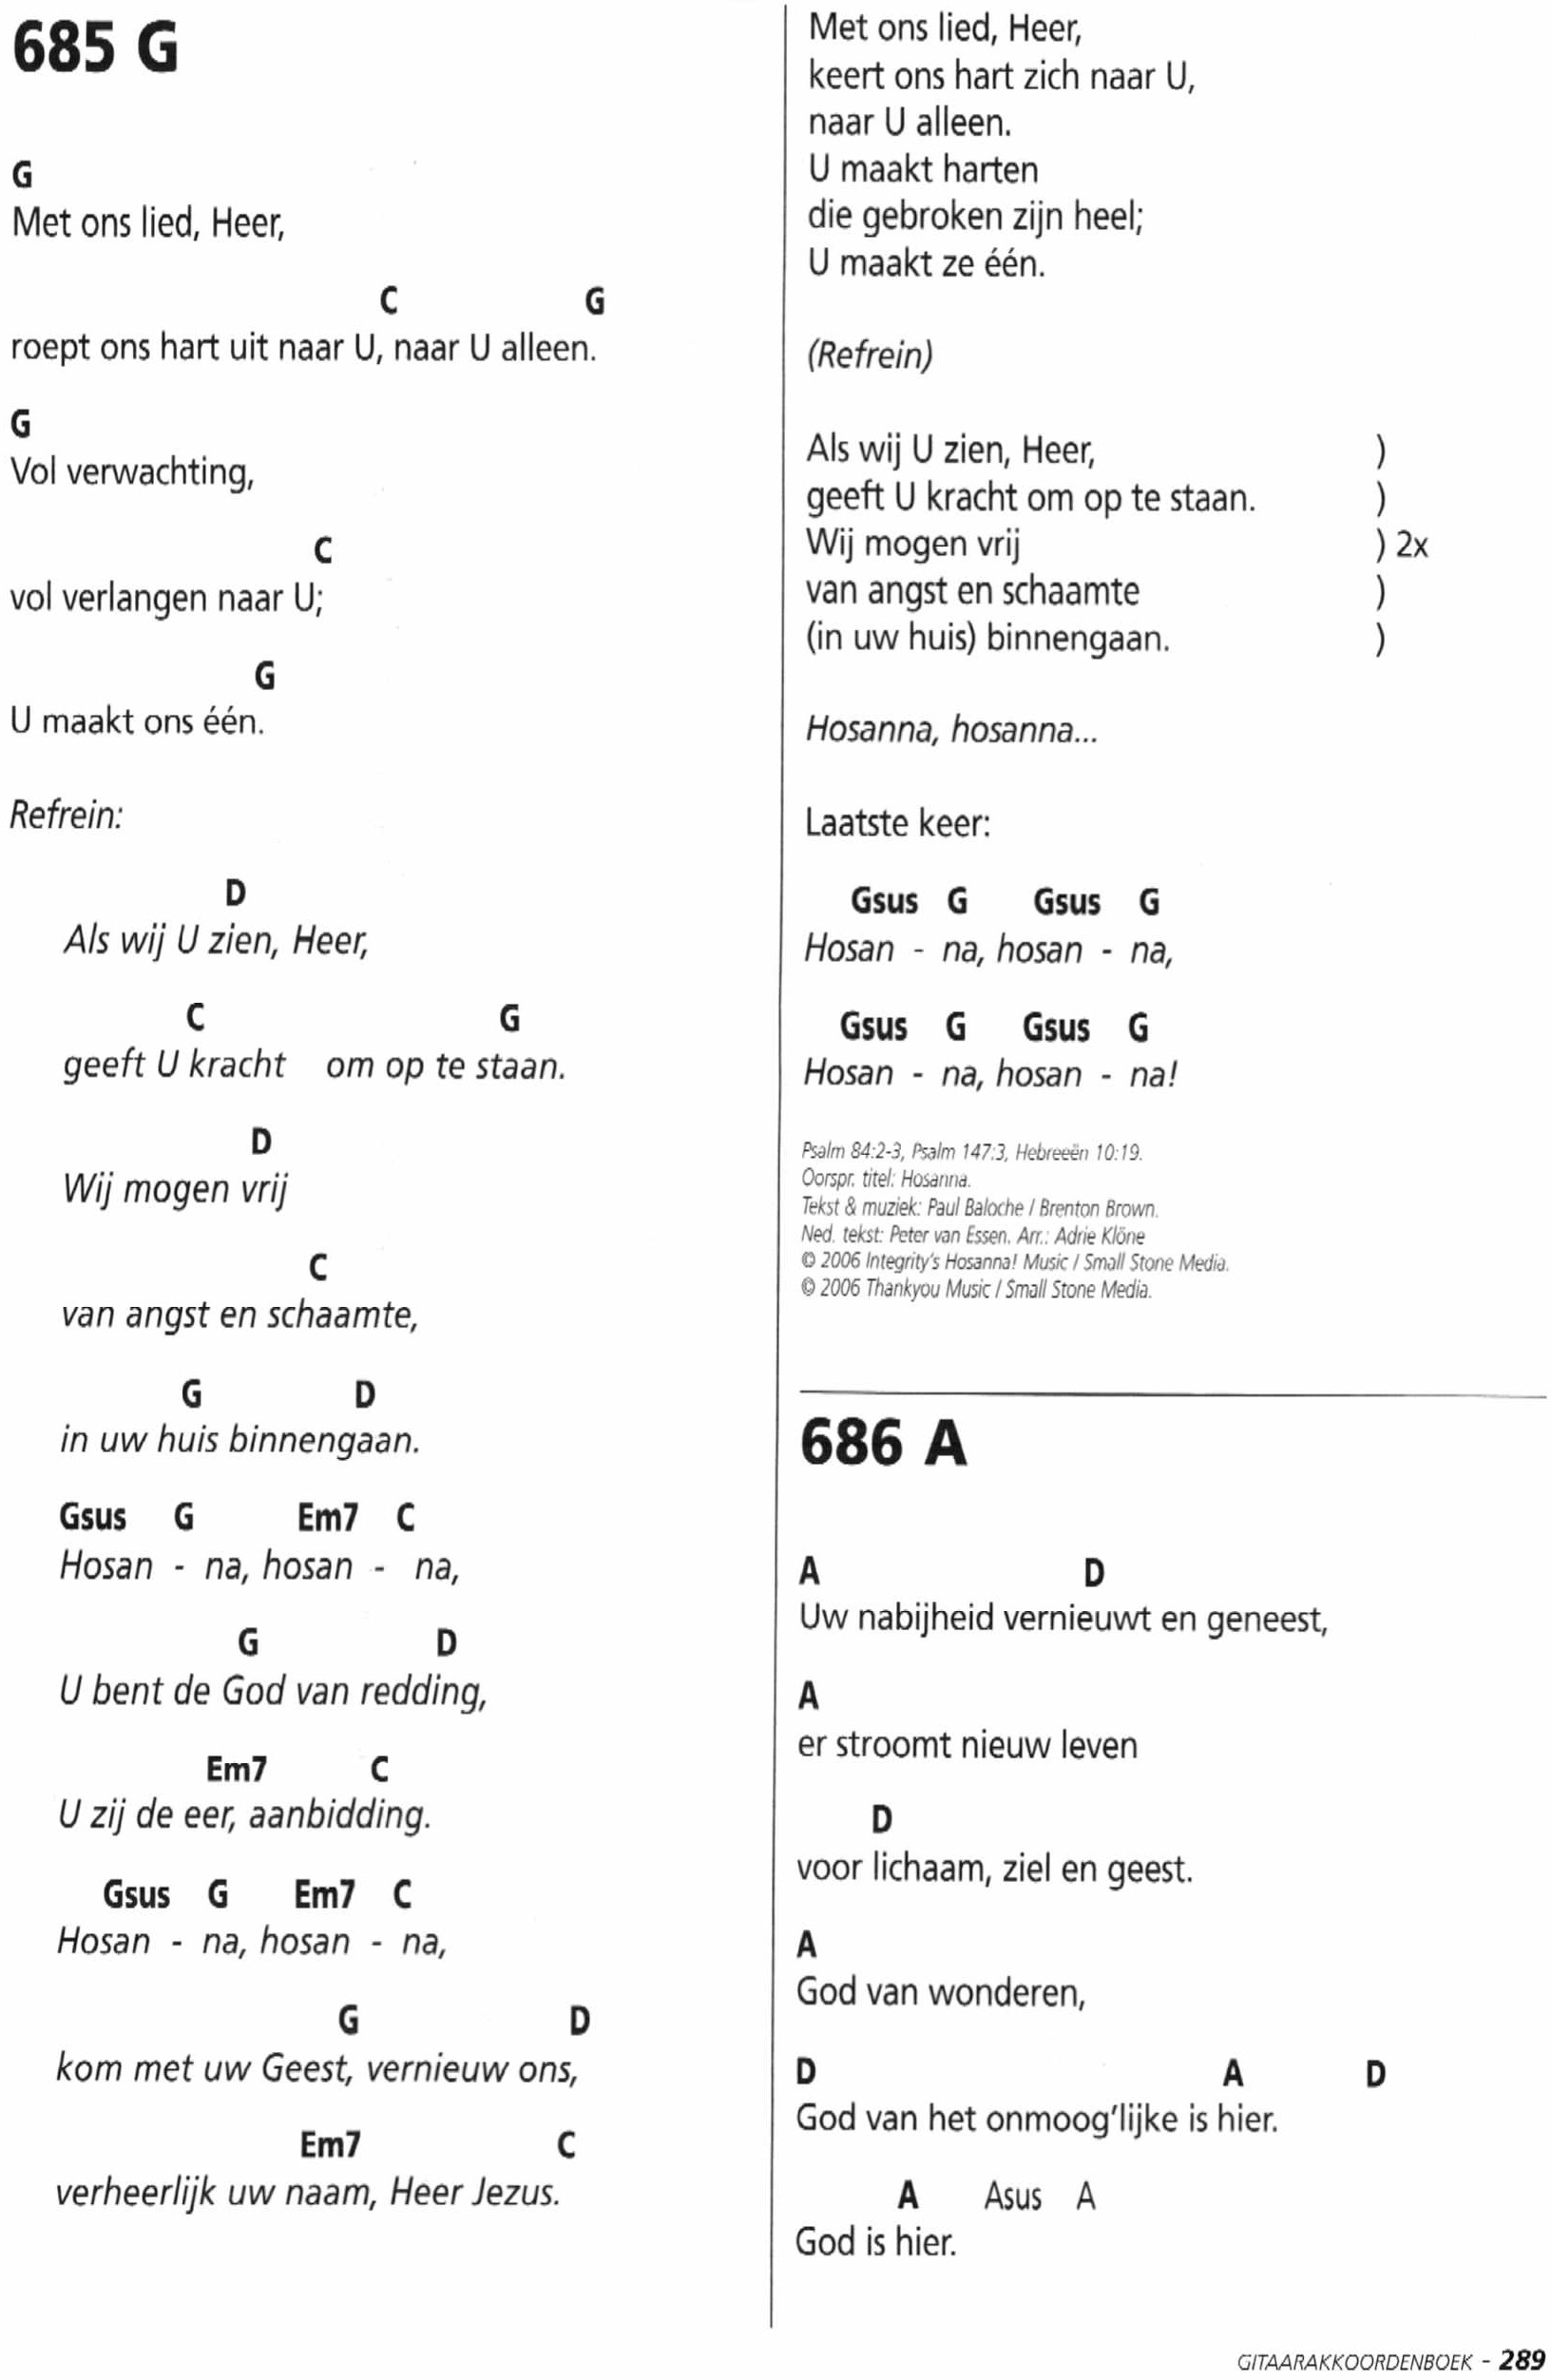 685 G
G
Met ons lied, Heer,
C G
roept ons hart uit naar U, naar U alleen.
G
Vol verwachting,
C
vol verlangen naar U;
G
U maakt ons één.
Refrein:
D
Als wij U zien, Heer,
C G
geeft U kracht om op te staan.
D
Wij mogen vrij
C
van angst en schaamte,
G D
in uw huis binnengaan.
Gsus G Em7 C
Hosan - na, hosan - na,
G D
U bent de God van redding,
Em7 C
U zij de eer, aanbidding.
Gsus G Em7 C
Hosan - na, hosan - na,
G D
kom met uw Geest, vernieuw ons,
Em7 C
verheerlijk uw naam, Heer Jezus.
Met ons lied, Heer,
keert ons hart zich naar U,
naar U alleen.
U maakt harten
die gebroken zijn heel;
U maakt ze één.
(Refrein)
Als wij U zien, Heer, )
geeft U kracht om op te staan. )
Wij mogen vrij ) 2x
van angst en schaamte )
(in uw huis) binnengaan. )
Hosanna, hosanna...
Laatste keer:
Gsus G Gsus G
Hosan - na, hosan - na,
Gsus G Gsus G
Hosan - na, hosan - na!
Psalm 84:2-3, Psalm 147:3, Hebreeën 10:19.
Oorspr. titel: Hosanna.
Tekst & muziek: Paul Baloche / Brenton Brown.
Ned. tekst: Peter van Essen. Arr.: Adrie Klöne
© 2006 Integrity's Hosanna! Music / Small Stone Media.
© 2006 Thankyou Music / Small Stone Media.
686 A
A D
Uw nabijheid vernieuwt en geneest,
A
er stroomt nieuw leven
D
voor lichaam, ziel en geest.
A
God van wonderen,
D A D
God van het onmoog'lijke is hier.
A Asus A
God is hier.
GITAARAKKOORDENBOEK - 289